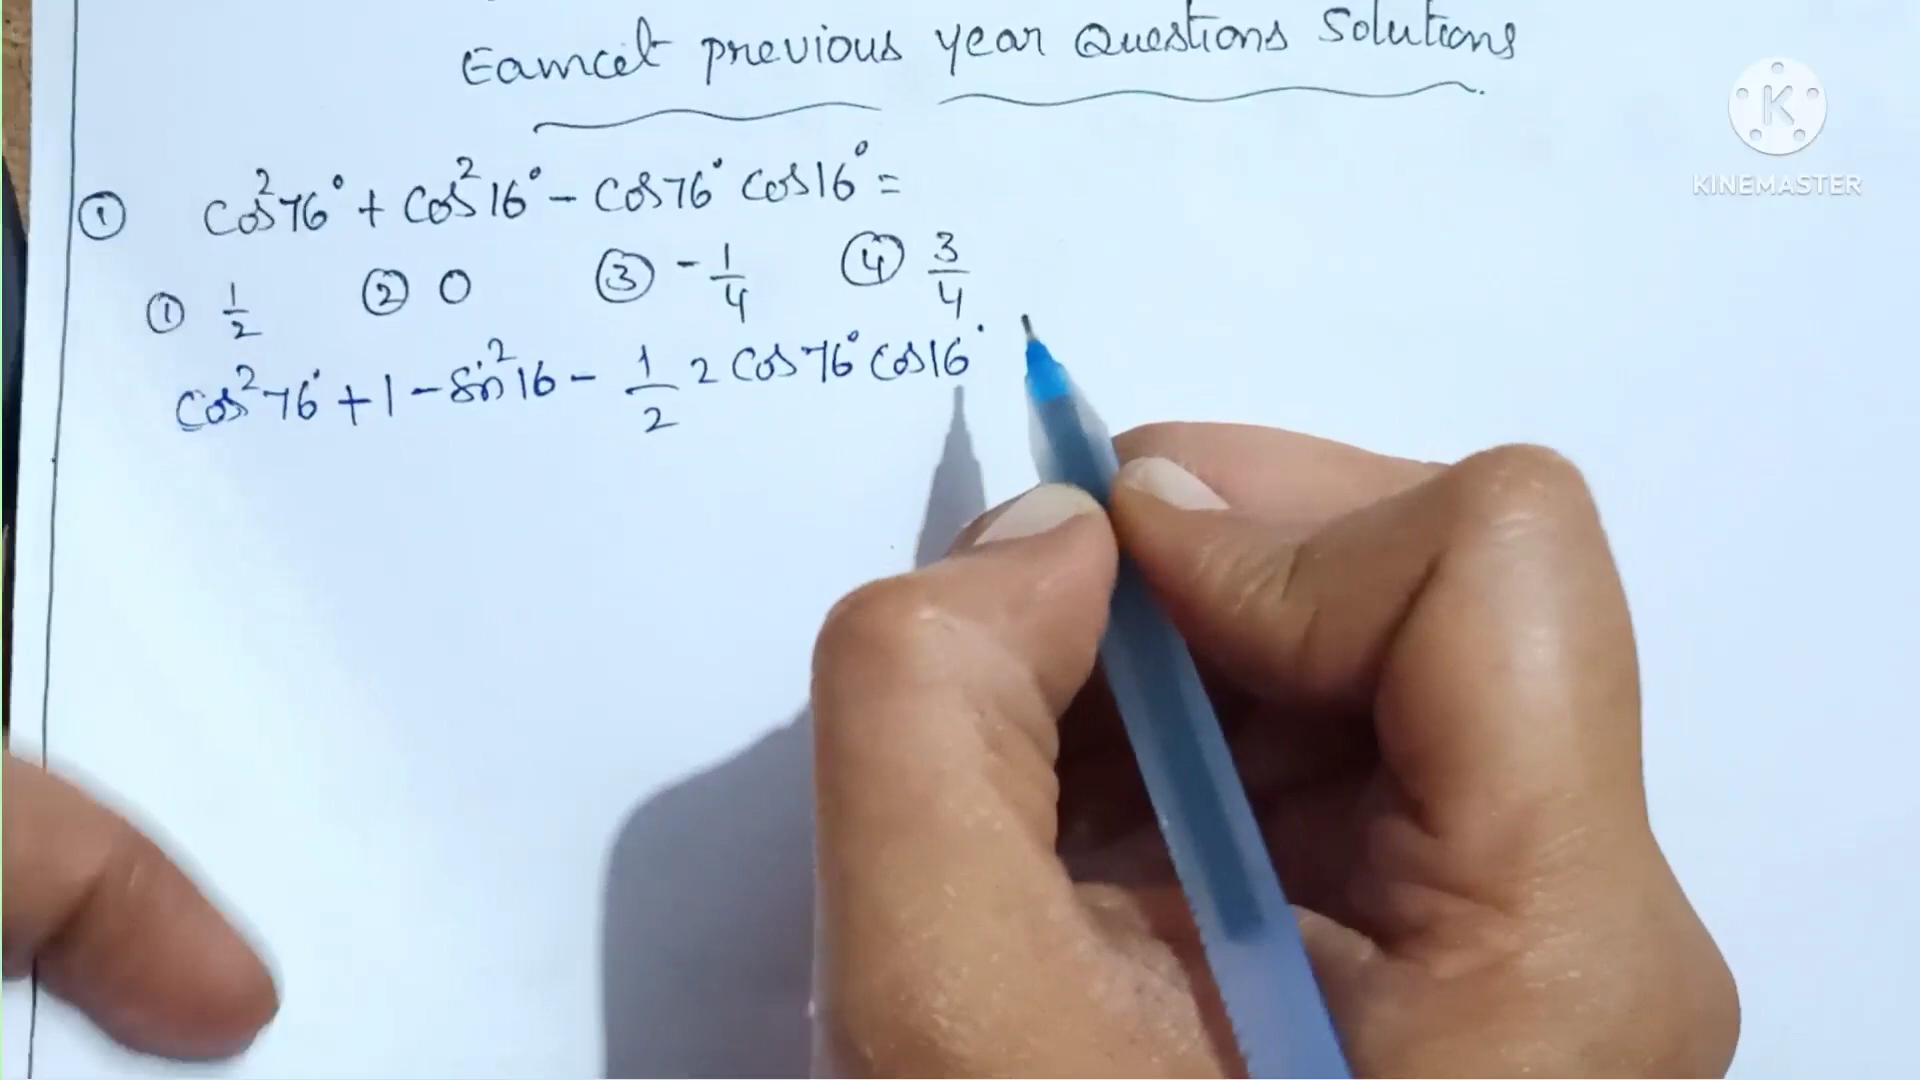 Eamcet previous year Questions Solutions
KINEMASTER
① cos²76° + cos²16° - cos76° cos16° =
① 1/2 ② 0 ③ -1/4 ④ 3/4
cos²76° + 1 - sin²16 - 1/2 2 cos76° cos16°